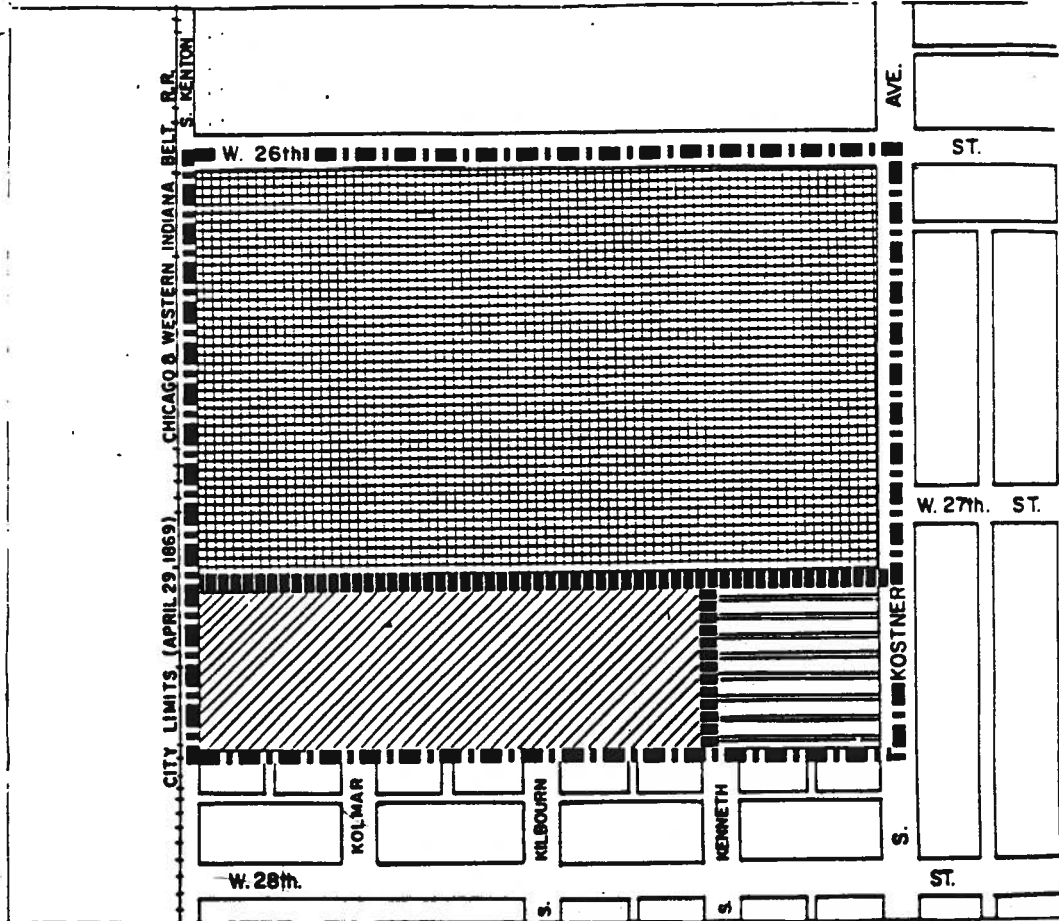 S. KENTON
AVE.
W. 26th
ST.
CHICAGO & WESTERN INDIANA BELT R.R.
W. 27th. ST.
CITY LIMITS (APRIL 29, 1869)
KOSTNER
KOLMAR
KILBOURN
KENNETH
S.
W. 28th.
ST.
S.
S.